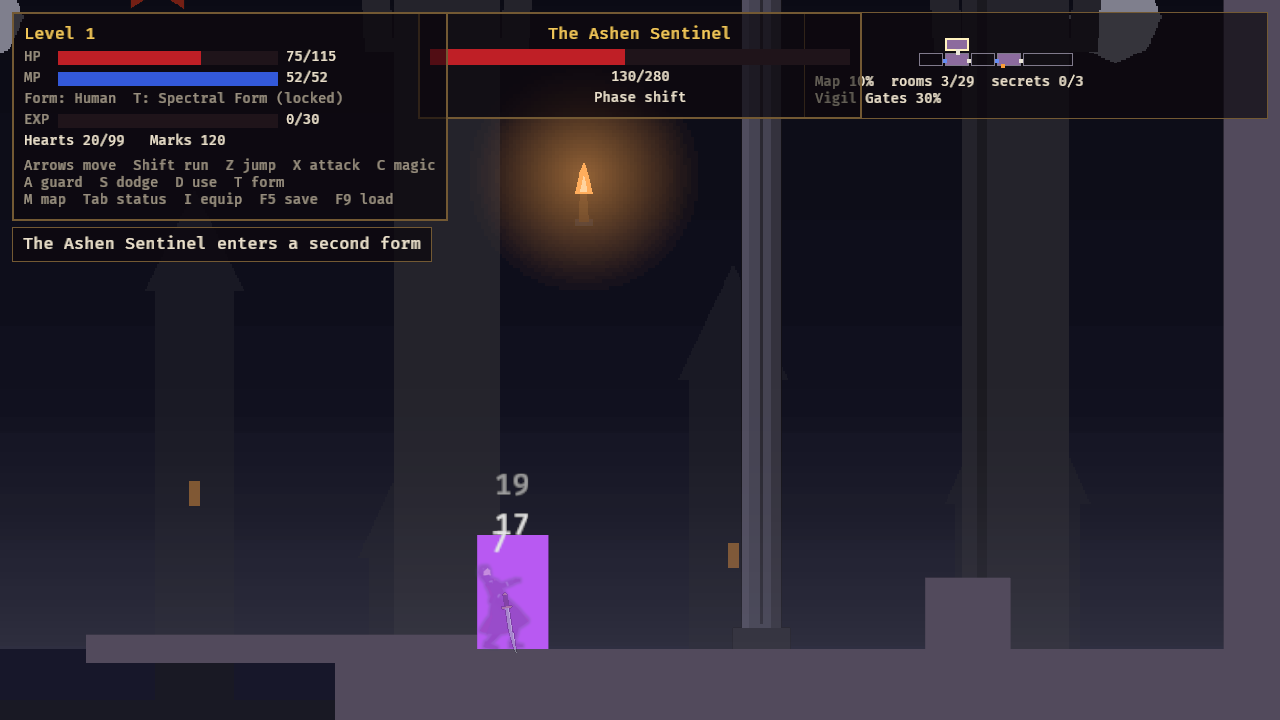 Level 1
HP 75/115
MP 52/52
Form: Human T: Spectral Form (locked)
EXP 0/30
Hearts 20/99 Marks 120
Arrows move Shift run Z jump X attack C magic
A guard S dodge D use T form
M map Tab status I equip F5 save F9 load
The Ashen Sentinel enters a second form
The Ashen Sentinel
130/280
Phase shift
Map 10% rooms 3/29 secrets 0/3
Vigil Gates 30%
19
17
7